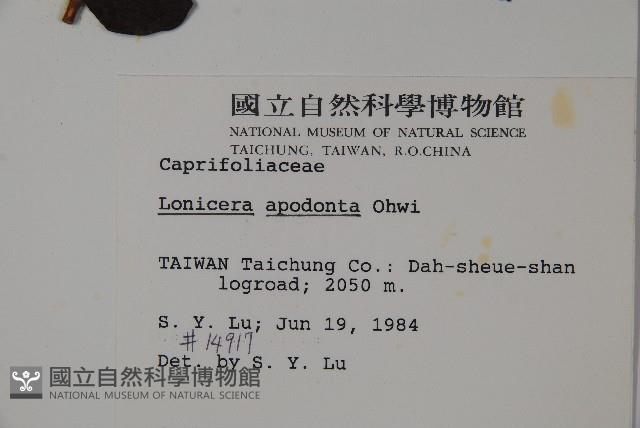 國立自然科學博物館
NATIONAL MUSEUM OF NATURAL SCIENCE
TAICHUNG, TAIWAN, R.O.CHINA
Caprifoliaceae
Lonicera apodonta Ohwi
TAIWAN Taichung Co.: Dah-sheue-shan
logroad; 2050 m.
S. Y. Lu; Jun 19, 1984
#14917
Det. by S. Y. Lu
國立自然科學博物館
NATIONAL MUSEUM OF NATURAL SCIENCE